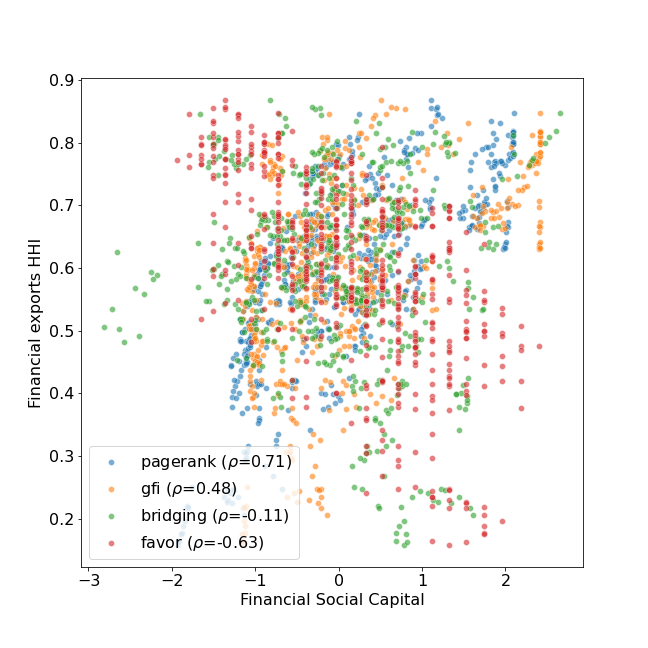 0.9
0.8
0.7
0.6
0.5
0.4
0.3
0.2
Financial exports HHI
pagerank (ρ=0.71)
gfi (ρ=0.48)
bridging (ρ=-0.11)
favor (ρ=-0.63)
−3 −2 −1 0 1 2
Financial Social Capital